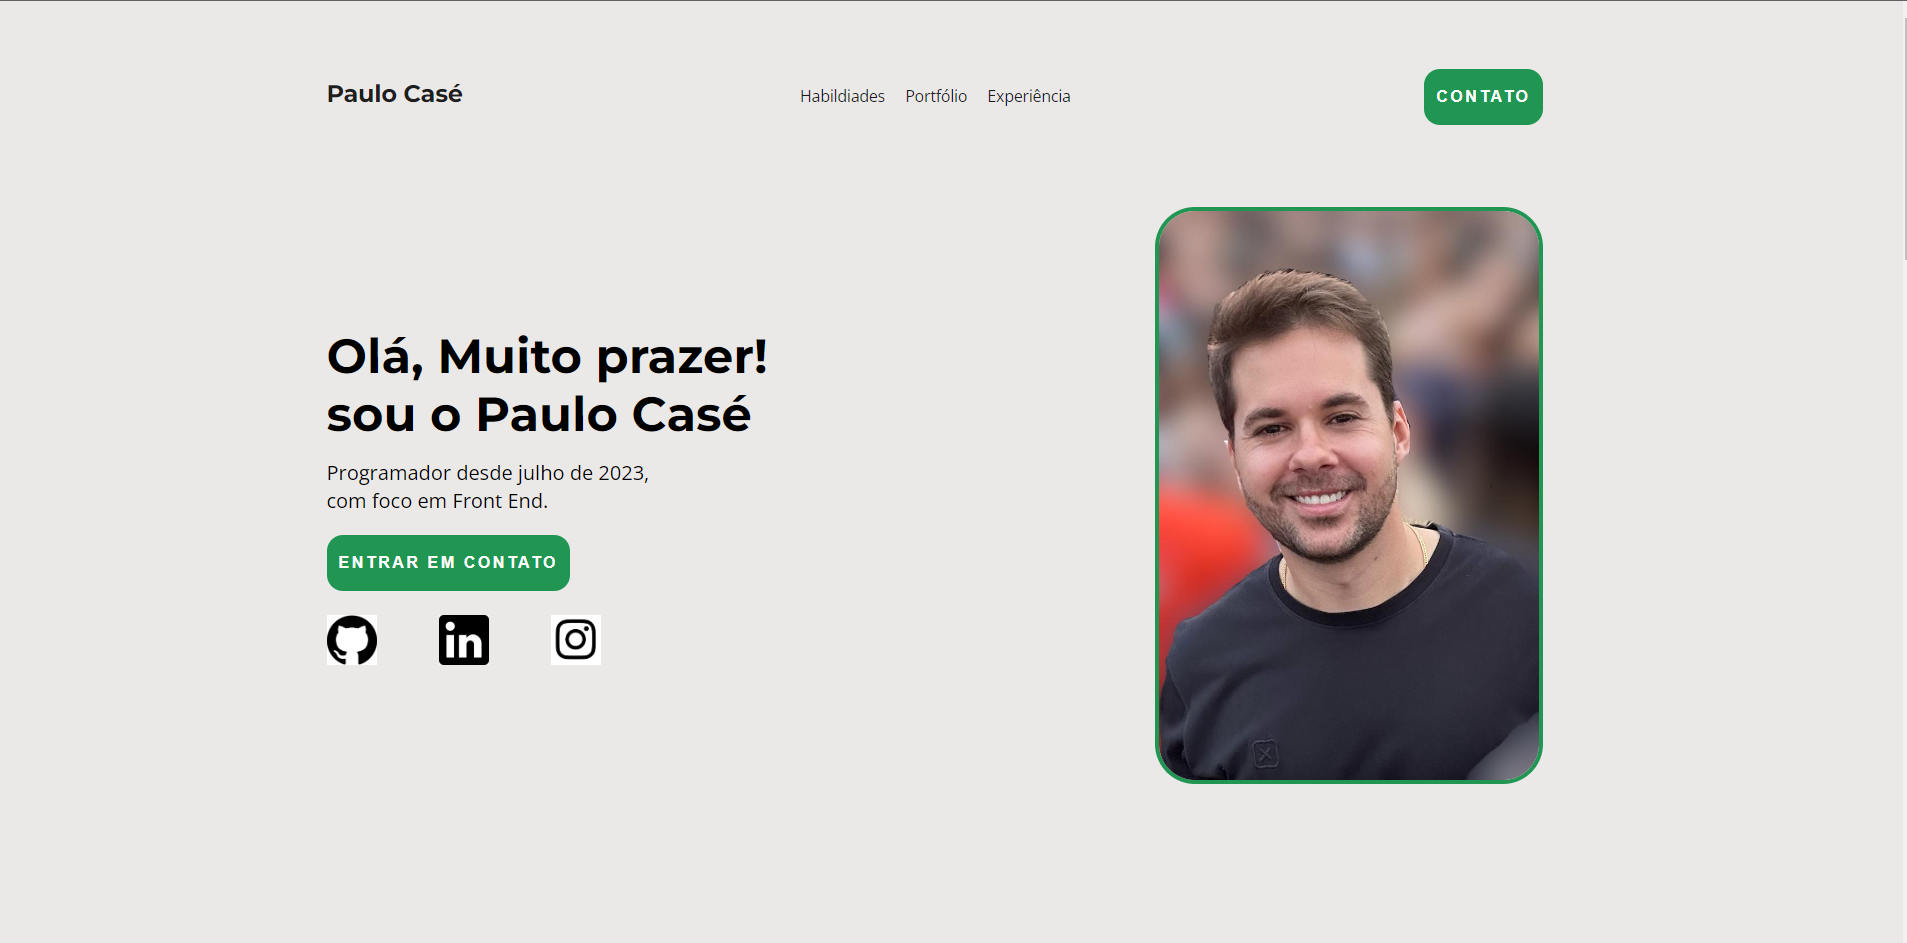 Paulo Casé
Habildiades Portfólio Experiência
CONTATO
Olá, Muito prazer!
sou o Paulo Casé
Programador desde julho de 2023,
com foco em Front End.
ENTRAR EM CONTATO
in